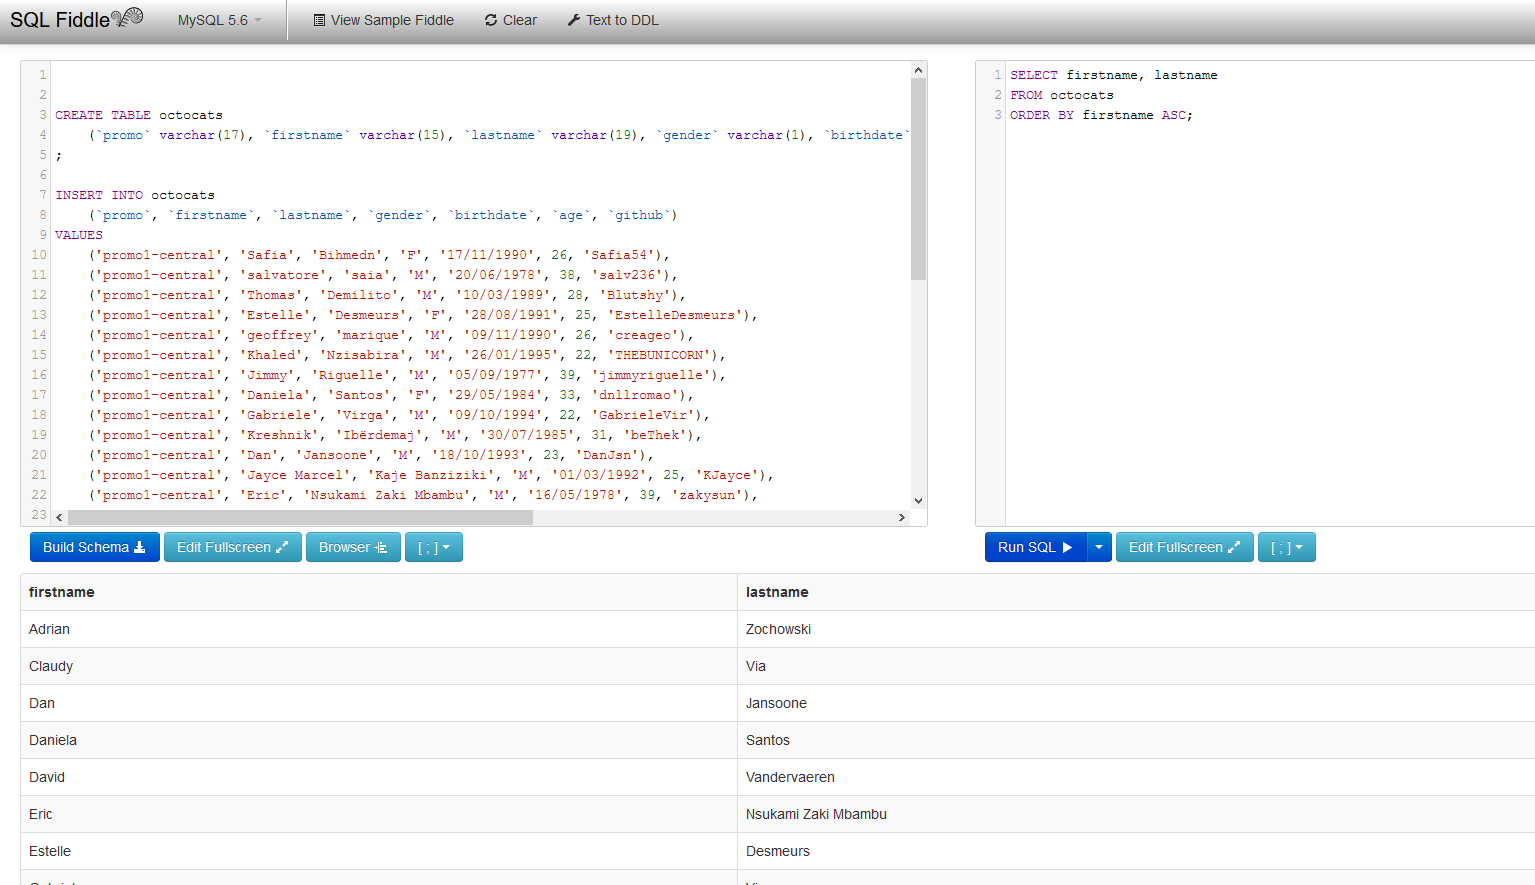 SQL Fiddle MySQL 5.6 View Sample Fiddle Clear Text to DDL
1
2
3 CREATE TABLE octocats
4 (`promo` varchar(17), `firstname` varchar(15), `lastname` varchar(19), `gender` varchar(1), `birthdate`
5 ;
6
7 INSERT INTO octocats
8 (`promo`, `firstname`, `lastname`, `gender`, `birthdate`, `age`, `github`)
9 VALUES
10 ('promo1-central', 'Safia', 'Bihmedn', 'F', '17/11/1990', 26, 'Safia54'),
11 ('promo1-central', 'salvatore', 'saia', 'M', '20/06/1978', 38, 'salv236'),
12 ('promo1-central', 'Thomas', 'Demilito', 'M', '10/03/1989', 28, 'Blutshy'),
13 ('promo1-central', 'Estelle', 'Desmeurs', 'F', '28/08/1991', 25, 'EstelleDesmeurs'),
14 ('promo1-central', 'geoffrey', 'marique', 'M', '09/11/1990', 26, 'creageo'),
15 ('promo1-central', 'Khaled', 'Nzisabira', 'M', '26/01/1995', 22, 'THEBUNICORN'),
16 ('promo1-central', 'Jimmy', 'Riguelle', 'M', '05/09/1977', 39, 'jimmyriguelle'),
17 ('promo1-central', 'Daniela', 'Santos', 'F', '29/05/1984', 33, 'dnllromao'),
18 ('promo1-central', 'Gabriele', 'Virga', 'M', '09/10/1994', 22, 'GabrieleVir'),
19 ('promo1-central', 'Kreshnik', 'Ibërdemaj', 'M', '30/07/1985', 31, 'beThek'),
20 ('promo1-central', 'Dan', 'Jansoone', 'M', '18/10/1993', 23, 'DanJsn'),
21 ('promo1-central', 'Jayce Marcel', 'Kaje Banziziki', 'M', '01/03/1992', 25, 'KJayce'),
22 ('promo1-central', 'Eric', 'Nsukami Zaki Mbambu', 'M', '16/05/1978', 39, 'zakysun'),
23
1 SELECT firstname, lastname
2 FROM octocats
3 ORDER BY firstname ASC;
Build Schema Edit Fullscreen Browser [ ; ]
Run SQL Edit Fullscreen [ ; ]
firstname lastname
Adrian Zochowski
Claudy Via
Dan Jansoone
Daniela Santos
David Vandervaeren
Eric Nsukami Zaki Mbambu
Estelle Desmeurs